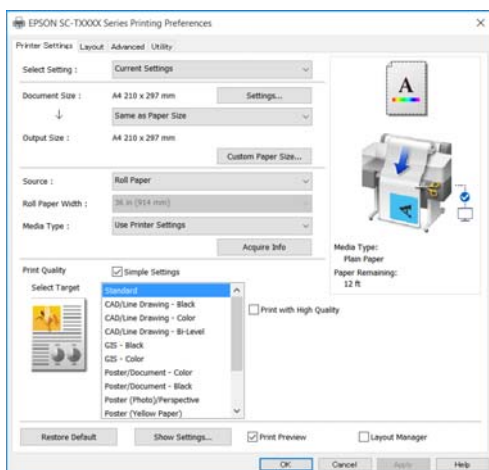 EPSON SC-TXXXX Series Printing Preferences
Printer Settings Layout Advanced Utility
Select Setting : Current Settings
Document Size : A4 210 x 297 mm Settings...
Same as Paper Size
Output Size : A4 210 x 297 mm
Custom Paper Size...
Source : Roll Paper
Roll Paper Width : 36 in (914 mm)
Media Type : Use Printer Settings
Acquire Info
A
Media Type:
Plain Paper
Paper Remaining:
12 ft
Print Quality Simple Settings
Select Target
Standard
CAD/Line Drawing - Black
CAD/Line Drawing - Color
CAD/Line Drawing - Bi-Level
GIS - Black
GIS - Color
Poster/Document - Color
Poster/Document - Black
Poster (Photo)/Perspective
Poster (Yellow Paper)
Print with High Quality
Restore Default Show Settings... Print Preview Layout Manager
OK Cancel Apply Help